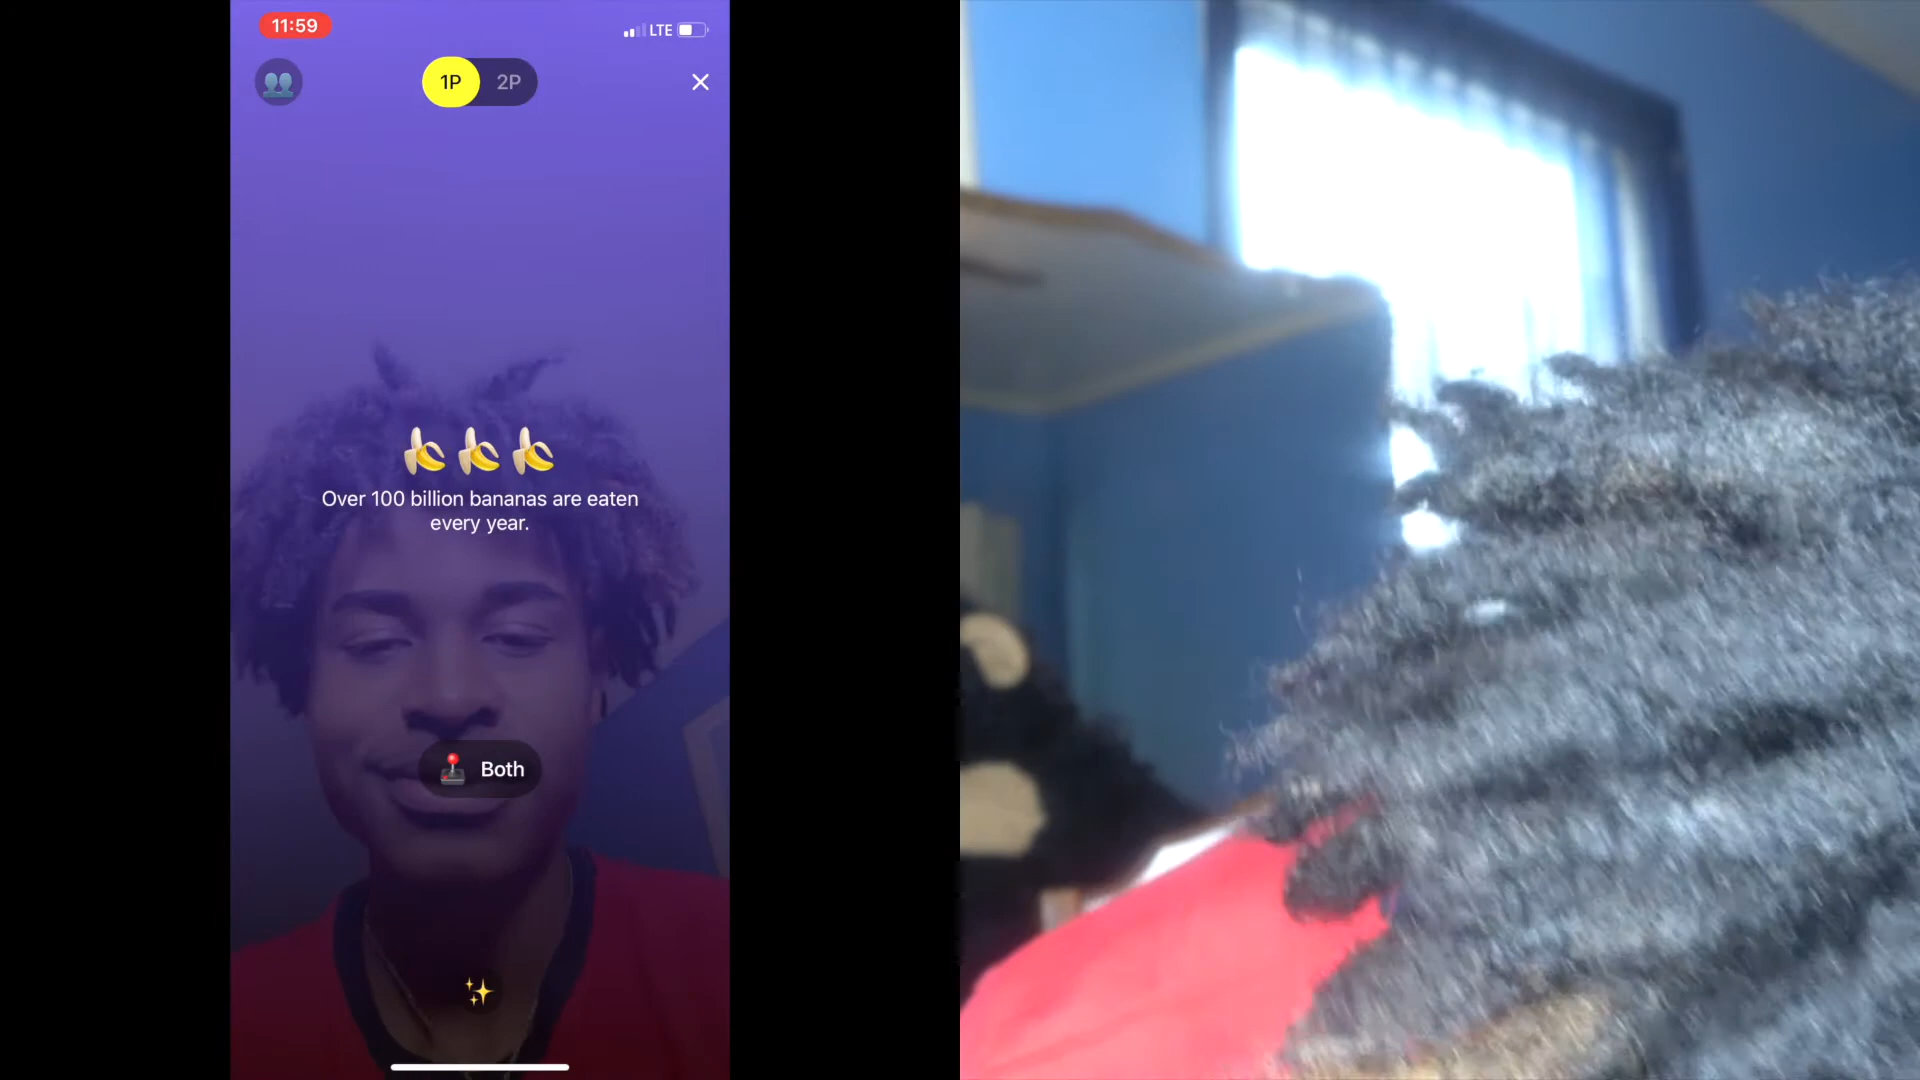 11:59
LTE
1P 2P
Over 100 billion bananas are eaten
every year.
Both